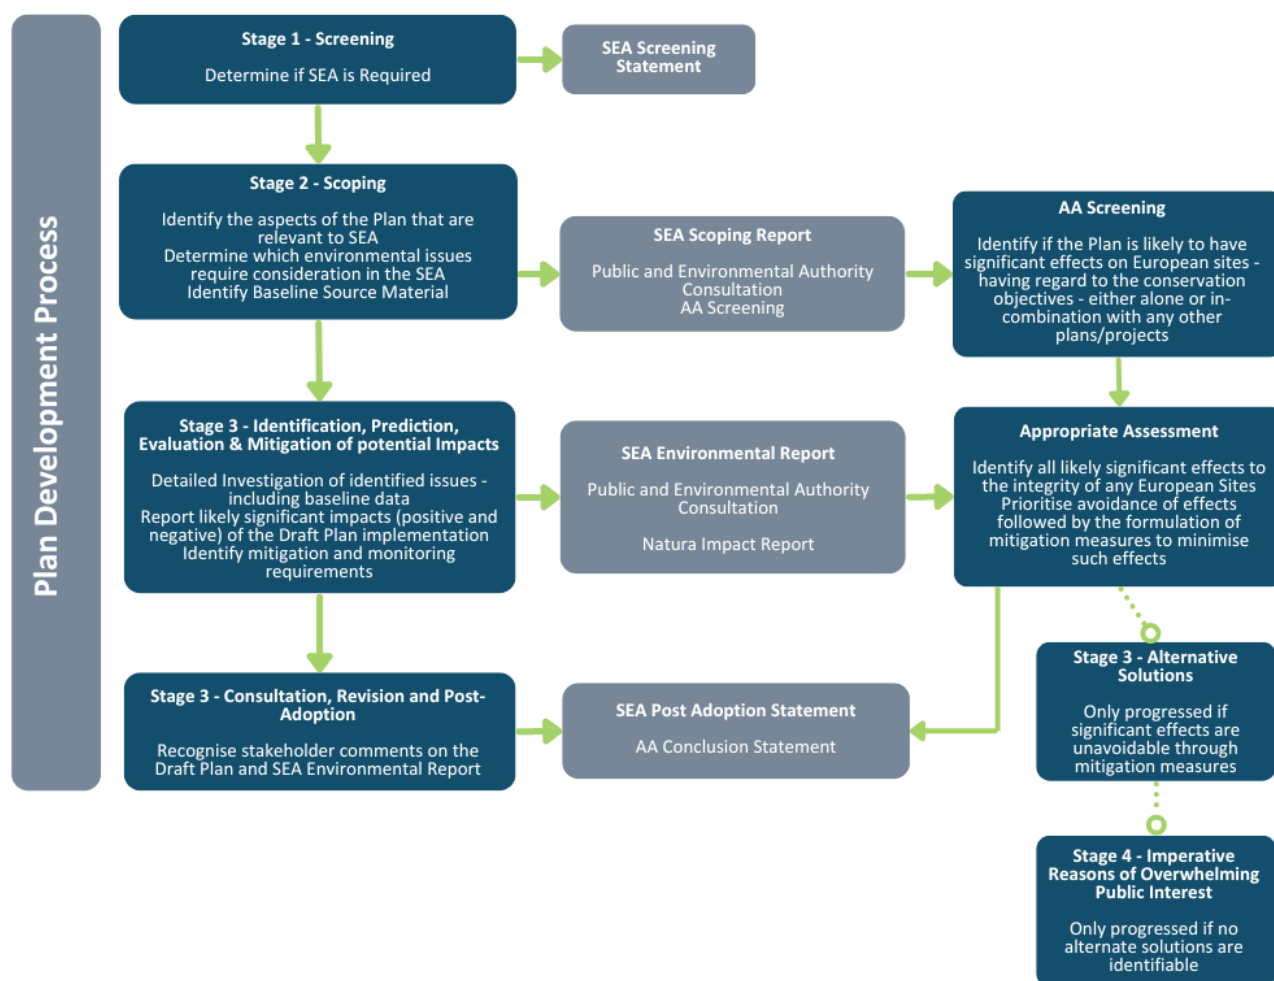 Plan Development Process
Stage 1 - Screening
Determine if SEA is Required
SEA Screening
Statement
Stage 2 - Scoping
Identify the aspects of the Plan that are
relevant to SEA
Determine which environmental issues
require consideration in the SEA
Identify Baseline Source Material
SEA Scoping Report
Public and Environmental Authority
Consultation
AA Screening
AA Screening
Identify if the Plan is likely to have
significant effects on European sites -
having regard to the conservation
objectives - either alone or in-
combination with any other
plans/projects
Stage 3 - Identification, Prediction,
Evaluation & Mitigation of potential Impacts
Detailed Investigation of identified issues -
including baseline data
Report likely significant impacts (positive and
negative) of the Draft Plan implementation
Identify mitigation and monitoring
requirements
SEA Environmental Report
Public and Environmental Authority
Consultation
Natura Impact Report
Appropriate Assessment
Identify all likely significant effects to
the integrity of any European Sites
Prioritise avoidance of effects
followed by the formulation of
mitigation measures to minimise
such effects
Stage 3 - Consultation, Revision and Post-
Adoption
Recognise stakeholder comments on the
Draft Plan and SEA Environmental Report
SEA Post Adoption Statement
AA Conclusion Statement
Stage 3 - Alternative
Solutions
Only progressed if
significant effects are
unavoidable through
mitigation measures
Stage 4 - Imperative
Reasons of Overwhelming
Public Interest
Only progressed if no
alternate solutions are
identifiable